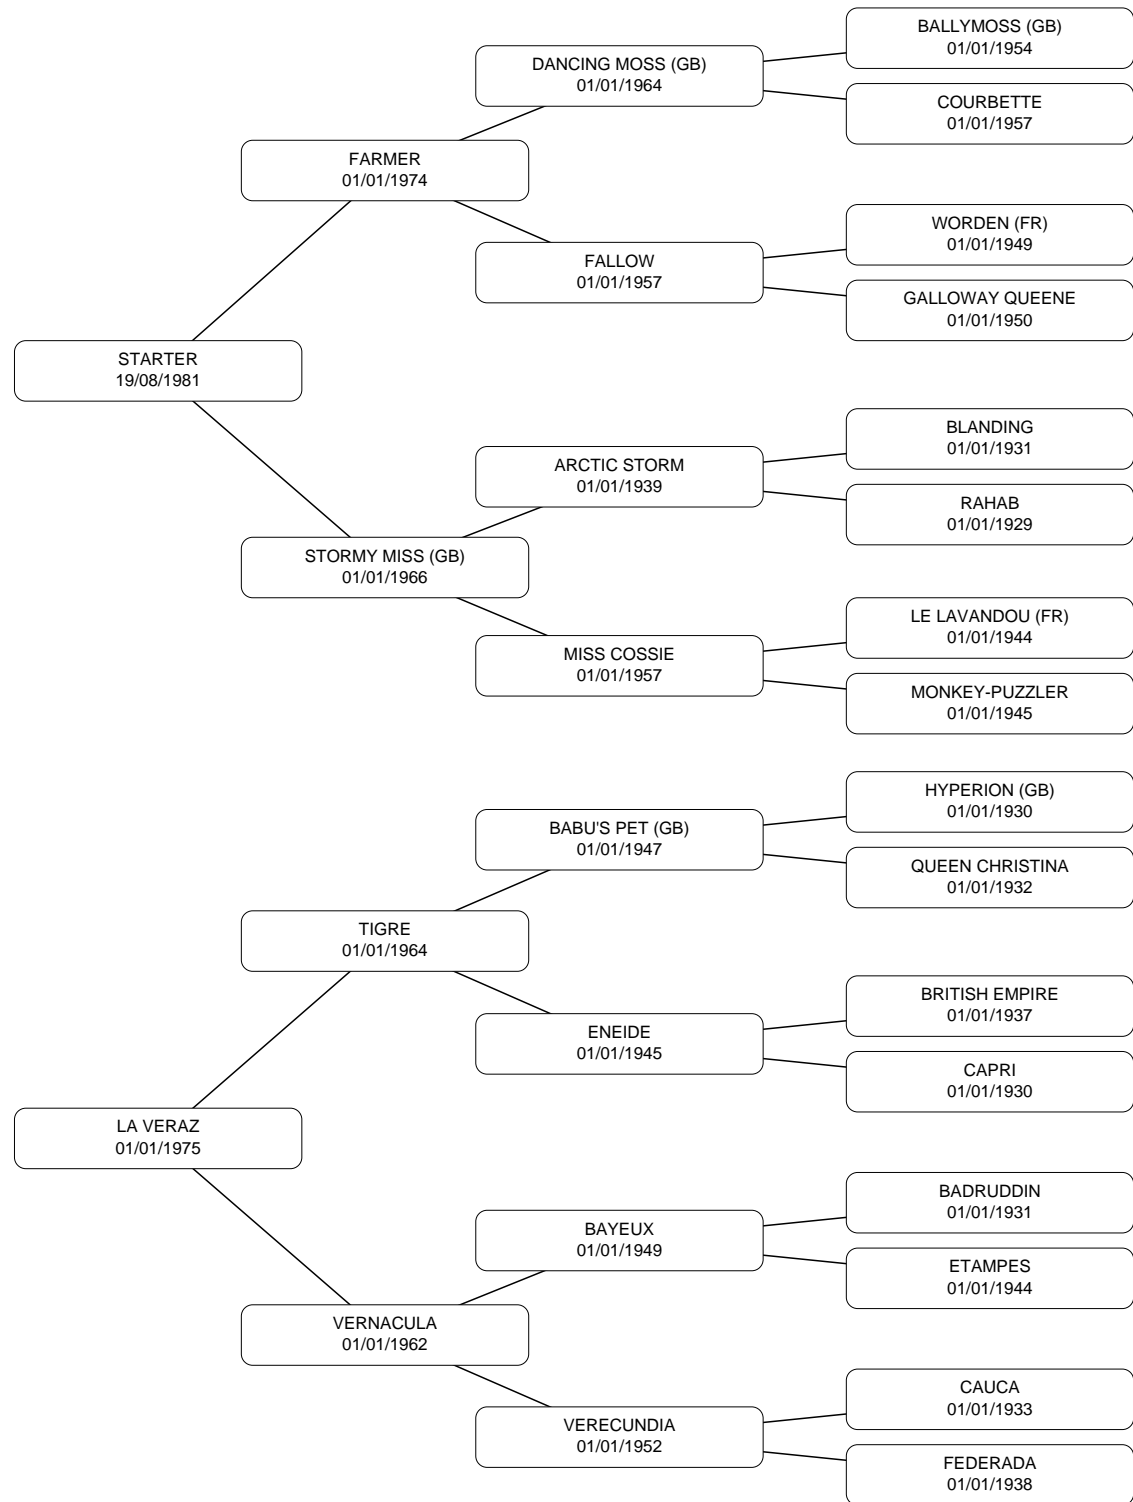 BALLYMOSS (GB)
01/01/1954
DANCING MOSS (GB)
01/01/1964
COURBETTE
01/01/1957
FARMER
01/01/1974
WORDEN (FR)
01/01/1949
FALLOW
01/01/1957
GALLOWAY QUEENE
01/01/1950
STARTER
19/08/1981
BLANDING
01/01/1931
ARCTIC STORM
01/01/1939
RAHAB
01/01/1929
STORMY MISS (GB)
01/01/1966
LE LAVANDOU (FR)
01/01/1944
MISS COSSIE
01/01/1957
MONKEY-PUZZLER
01/01/1945
HYPERION (GB)
01/01/1930
BABU'S PET (GB)
01/01/1947
QUEEN CHRISTINA
01/01/1932
TIGRE
01/01/1964
BRITISH EMPIRE
01/01/1937
ENEIDE
01/01/1945
CAPRI
01/01/1930
LA VERAZ
01/01/1975
BADRUDDIN
01/01/1931
BAYEUX
01/01/1949
ETAMPES
01/01/1944
VERNACULA
01/01/1962
CAUCA
01/01/1933
VERECUNDIA
01/01/1952
FEDERADA
01/01/1938